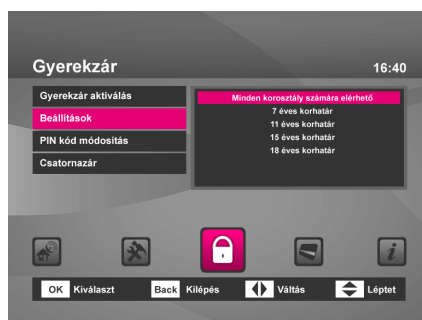 Gyerekzár 16:40
Gyerekzár aktiválás
Beállítások
PIN kód módosítás
Csatornazár
Minden korosztály számára elérhető
7 éves korhatár
11 éves korhatár
15 éves korhatár
18 éves korhatár
OK Kiválaszt Back Kilépés Váltás Léptet